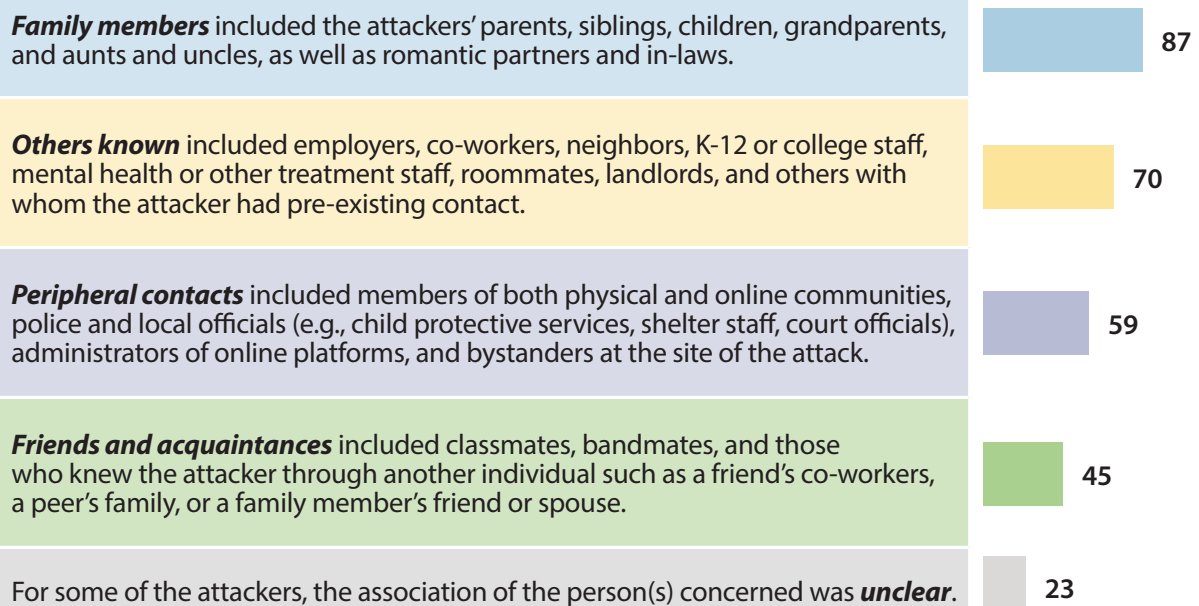 Family members included the attackers' parents, siblings, children, grandparents,
and aunts and uncles, as well as romantic partners and in-laws.
87
Others known included employers, co-workers, neighbors, K-12 or college staff,
mental health or other treatment staff, roommates, landlords, and others with
whom the attacker had pre-existing contact.
70
Peripheral contacts included members of both physical and online communities,
police and local officials (e.g., child protective services, shelter staff, court officials),
administrators of online platforms, and bystanders at the site of the attack.
59
Friends and acquaintances included classmates, bandmates, and those
who knew the attacker through another individual such as a friend's co-workers,
a peer's family, or a family member's friend or spouse.
45
For some of the attackers, the association of the person(s) concerned was unclear.
23